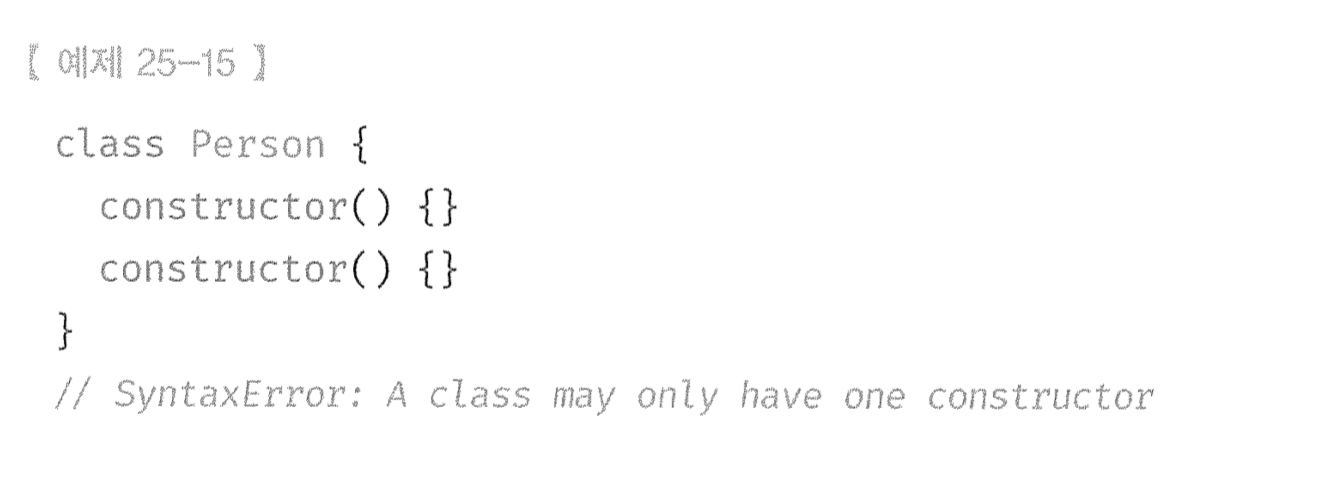 【 예제 25-15 】
class Person {
  constructor() {}
  constructor() {}
}
// SyntaxError: A class may only have one constructor